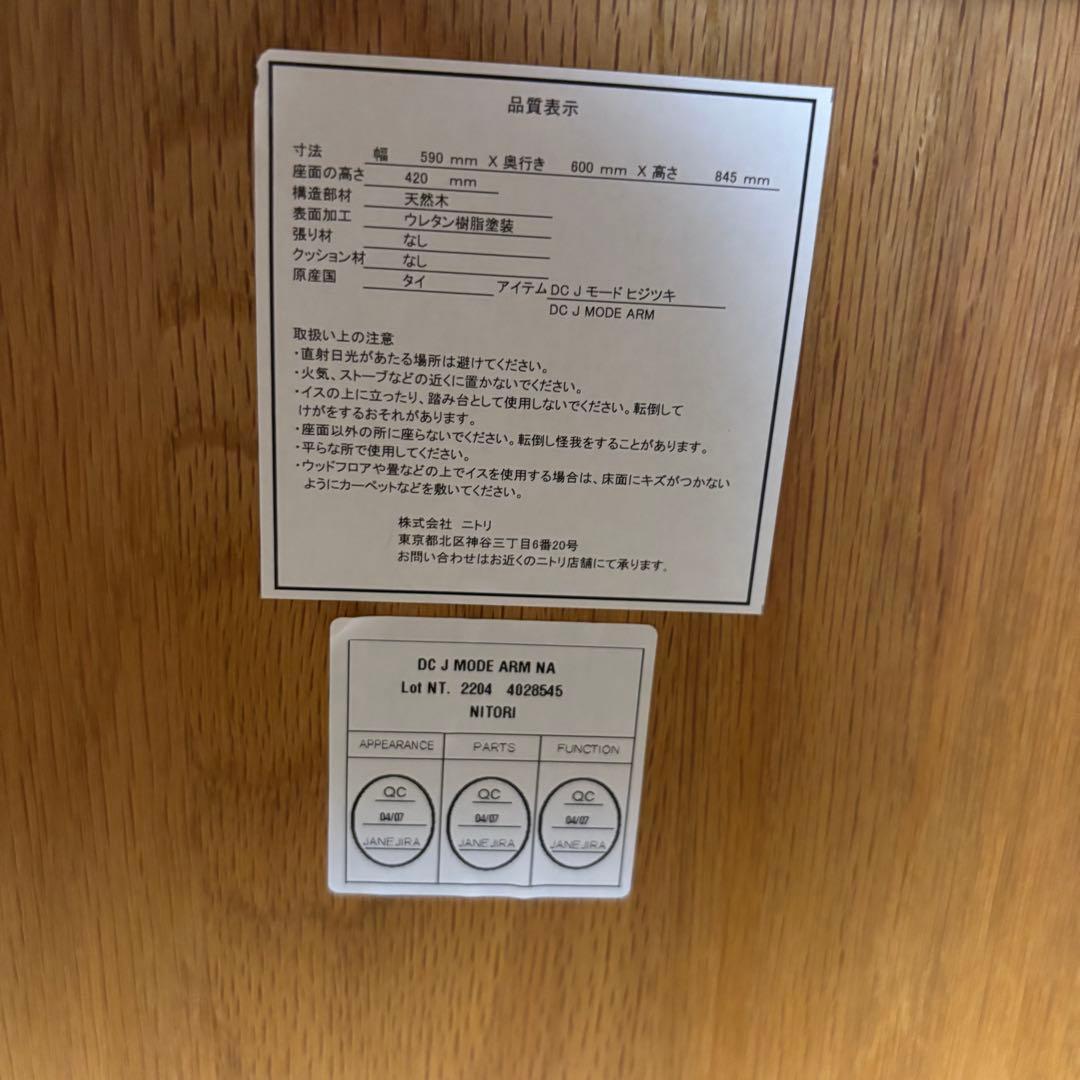 品質表示
寸法 幅 590 mm X 奥行き 600 mm X 高さ 845 mm
座面の高さ 420 mm
構造部材 天然木
表面加工 ウレタン樹脂塗装
張り材 なし
クッション材 なし
原産国 タイ アイテム DC J モード ヒジツキ
DC J MODE ARM
取扱い上の注意
・直射日光があたる場所は避けてください。
・火気、ストーブなどの近くに置かないでください。
・イスの上に立ったり、踏み台として使用しないでください。転倒して
けがをするおそれがあります。
・座面以外の所に座らないでください。転倒し怪我をすることがあります。
・平らな所で使用してください。
・ウッドフロアや畳などの上でイスを使用する場合は、床面にキズがつかない
ようにカーペットなどを敷いてください。
株式会社 ニトリ
東京都北区神谷三丁目6番20号
お問い合わせはお近くのニトリ店舗にて承ります。
DC J MODE ARM NA
Lot NT. 2204 4028545
NITORI
APPEARANCE PARTS FUNCTION
QC QC QC
04/07 04/07 04/07
JANEJIRA JANEJIRA JANEJIRA